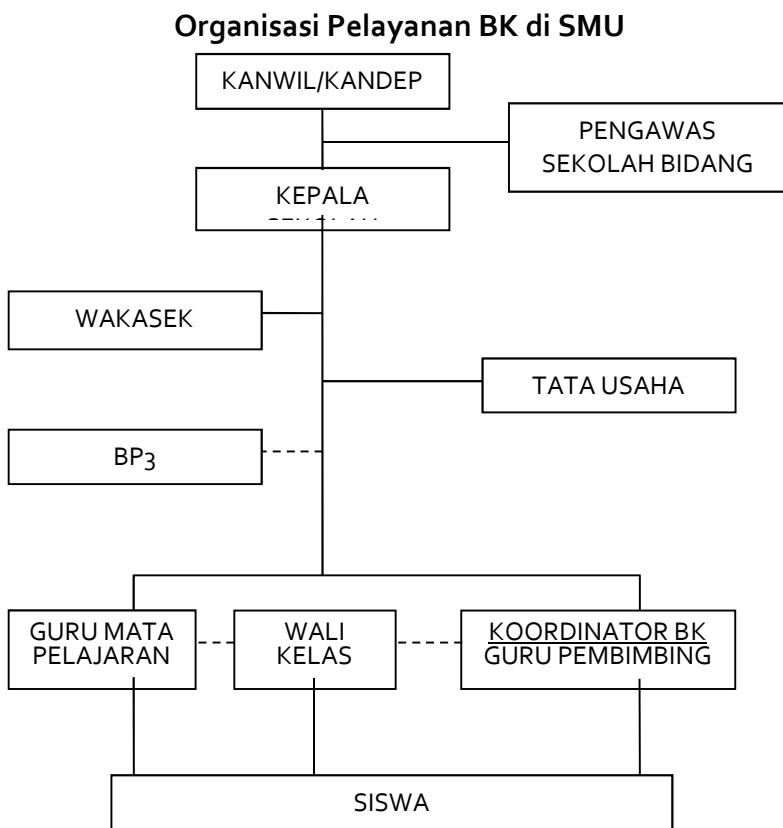 Organisasi Pelayanan BK di SMU
KANWIL/KANDEP
PENGAWAS
SEKOLAH BIDANG
KEPALA
WAKASEK
TATA USAHA
BP3
GURU MATA
PELAJARAN
WALI
KELAS
KOORDINATOR BK
GURU PEMBIMBING
SISWA